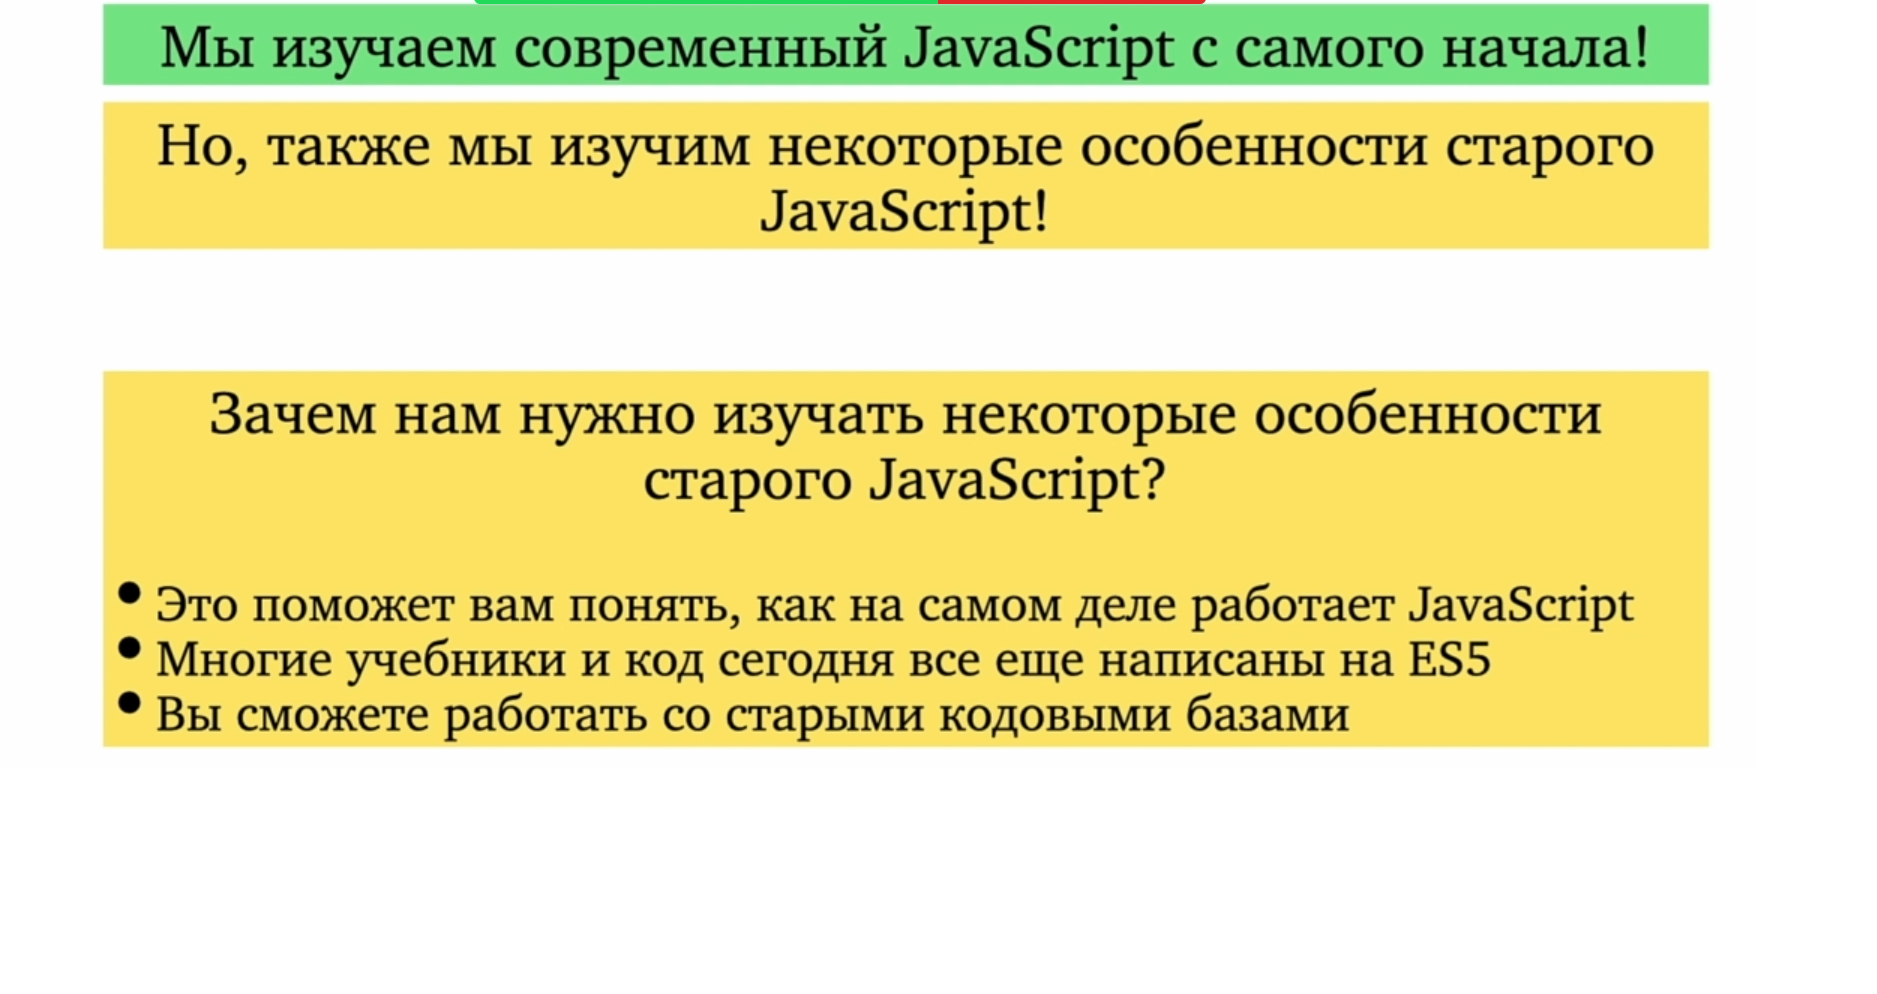 Мы изучаем современный JavaScript с самого начала!
Но, также мы изучим некоторые особенности старого
JavaScript!
Зачем нам нужно изучать некоторые особенности
старого JavaScript?
• Это поможет вам понять, как на самом деле работает JavaScript
• Многие учебники и код сегодня все еще написаны на ES5
• Вы сможете работать со старыми кодовыми базами